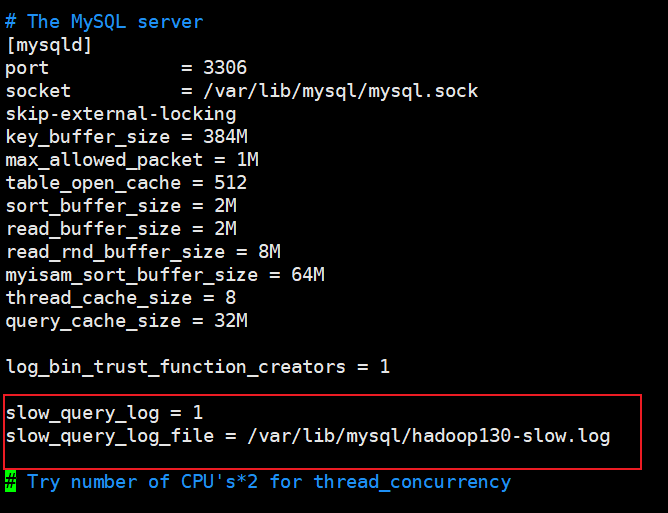 # The MySQL server
[mysqld]
port            = 3306
socket          = /var/lib/mysql/mysql.sock
skip-external-locking
key_buffer_size = 384M
max_allowed_packet = 1M
table_open_cache = 512
sort_buffer_size = 2M
read_buffer_size = 2M
read_rnd_buffer_size = 8M
myisam_sort_buffer_size = 64M
thread_cache_size = 8
query_cache_size = 32M
log_bin_trust_function_creators = 1
slow_query_log = 1
slow_query_log_file = /var/lib/mysql/hadoop130-slow.log
# Try number of CPU's*2 for thread_concurrency